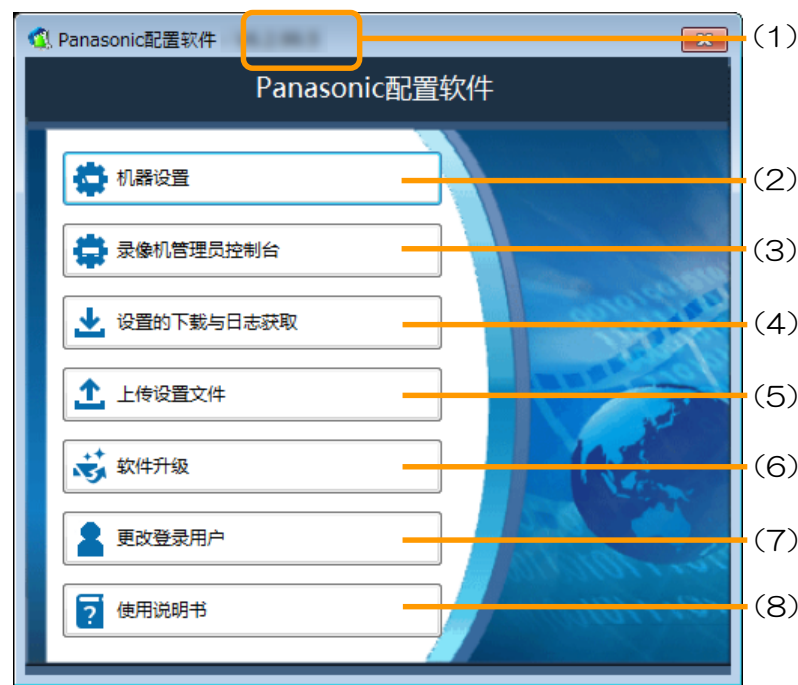 Panasonic配置软件
(1)
Panasonic配置软件
机器设置
(2)
录像机管理员控制台
(3)
设置的下载与日志获取
(4)
上传设置文件
(5)
软件升级
(6)
更改登录用户
(7)
使用说明书
(8)